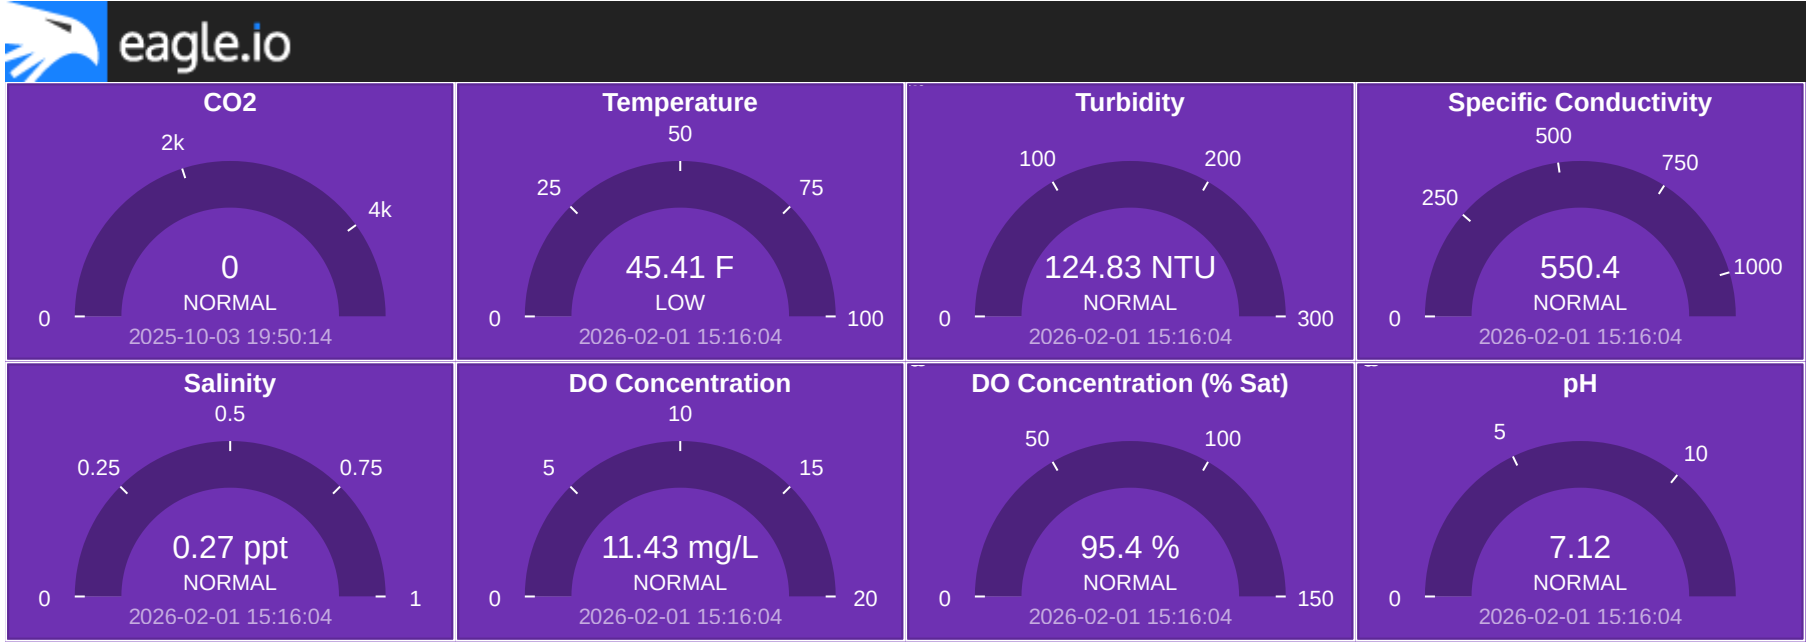 eagle.io
CO2
2k
4k
0
0
NORMAL
2025-10-03 19:50:14
Temperature
50
25
75
45.41 F
LOW
0
100
2026-02-01 15:16:04
Turbidity
100
200
124.83 NTU
NORMAL
0
300
2026-02-01 15:16:04
Specific Conductivity
500
750
250
1000
550.4
NORMAL
0
2026-02-01 15:16:04
Salinity
0.5
0.25
0.75
0.27 ppt
NORMAL
0
1
2026-02-01 15:16:04
DO Concentration
10
5
15
11.43 mg/L
NORMAL
0
20
2026-02-01 15:16:04
DO Concentration (% Sat)
50
100
95.4 %
NORMAL
0
150
2026-02-01 15:16:04
pH
5
10
7.12
NORMAL
0
2026-02-01 15:16:04